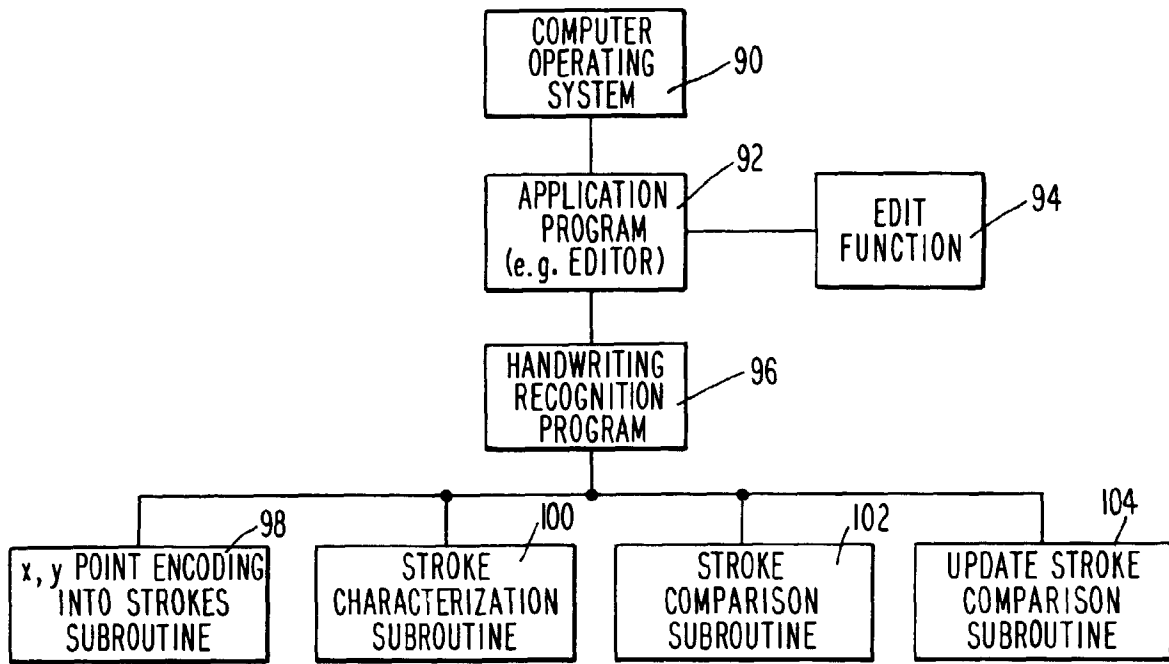 COMPUTER
OPERATING
SYSTEM
90
92
APPLICATION
PROGRAM
(e.g. EDITOR)
EDIT
FUNCTION
94
HANDWRITING
RECOGNITION
PROGRAM
96
98
x, y POINT ENCODING
INTO STROKES
SUBROUTINE
100
STROKE
CHARACTERIZATION
SUBROUTINE
102
STROKE
COMPARISON
SUBROUTINE
104
UPDATE STROKE
COMPARISON
SUBROUTINE